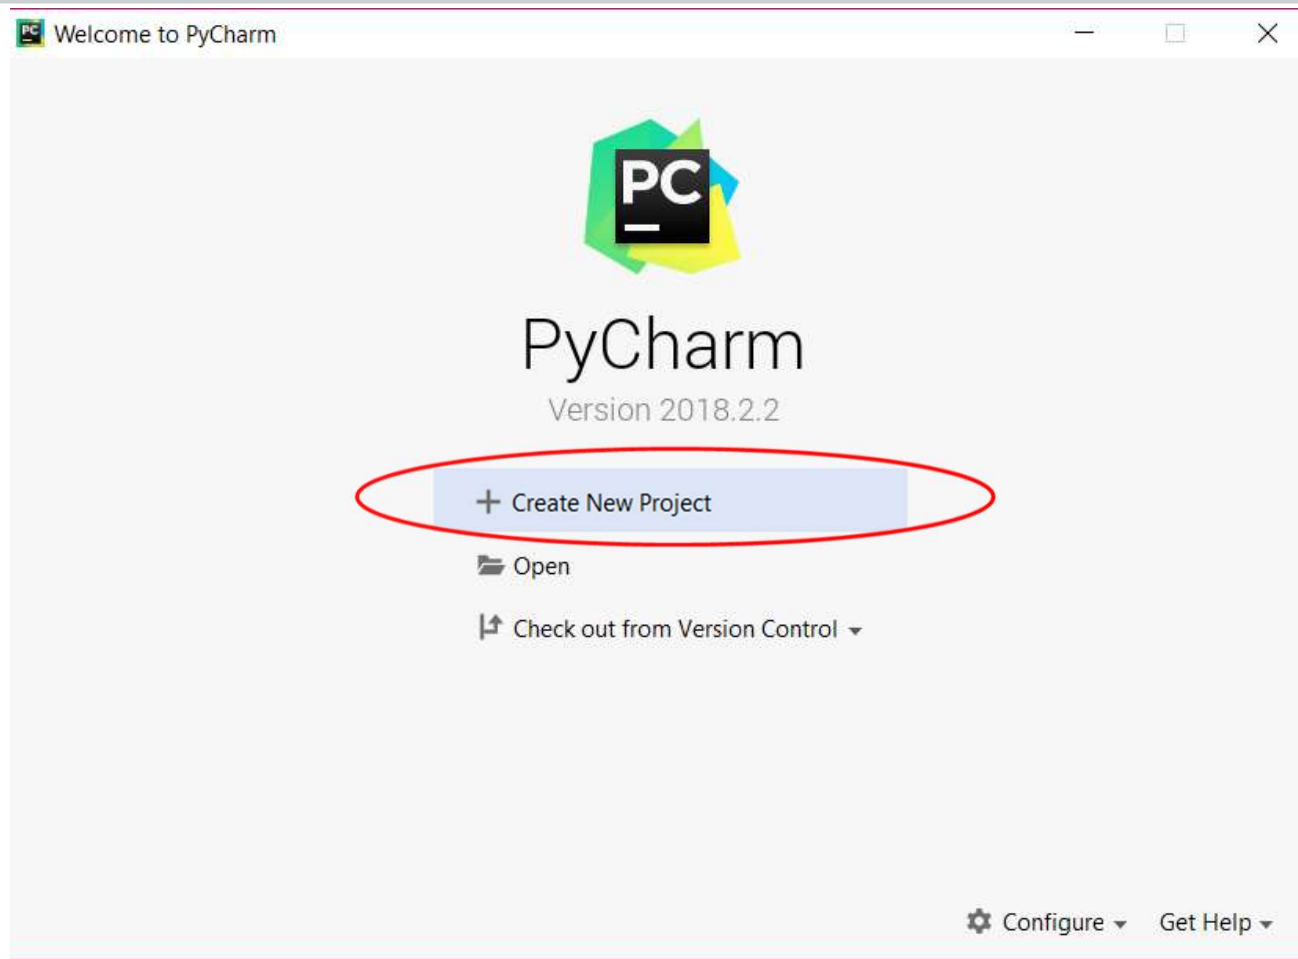 Welcome to PyCharm
PC
PyCharm
Version 2018.2.2
Create New Project
Open
Check out from Version Control
Configure Get Help